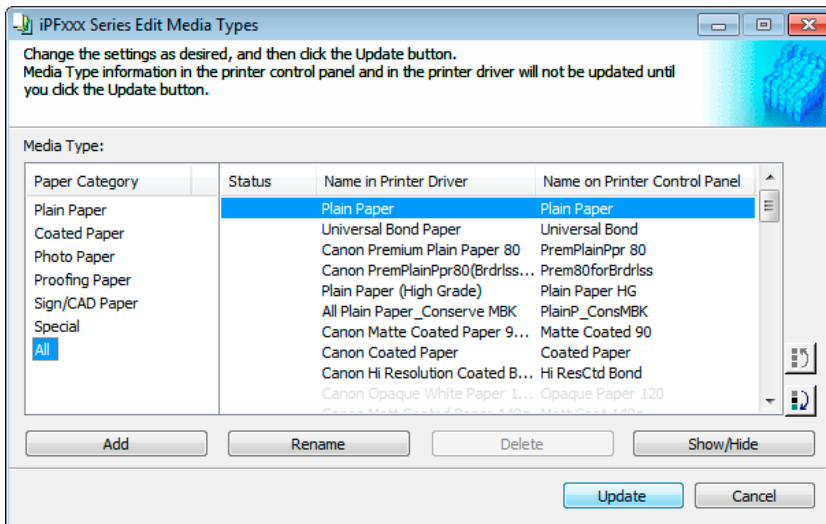 iPFxxx Series Edit Media Types
Change the settings as desired, and then click the Update button.
Media Type information in the printer control panel and in the printer driver will not be updated until
you click the Update button.
Media Type:
Paper Category Status Name in Printer Driver Name on Printer Control Panel
Plain Paper
Coated Paper
Photo Paper
Proofing Paper
Sign/CAD Paper
Special
All
Plain Paper Plain Paper
Universal Bond Paper Universal Bond
Canon Premium Plain Paper 80 PremPlainPpr 80
Canon PremPlainPpr80(Brdrlss... Prem80forBrdrlss
Plain Paper (High Grade) Plain Paper HG
All Plain Paper_Conserve MBK PlainP_ConsMBK
Canon Matte Coated Paper 9... Matte Coated 90
Canon Coated Paper Coated Paper
Canon Hi Resolution Coated B... Hi ResCtd Bond
Canon Opaque White Paper 1... Opaque Paper 120
Add Rename Delete Show/Hide
Update Cancel